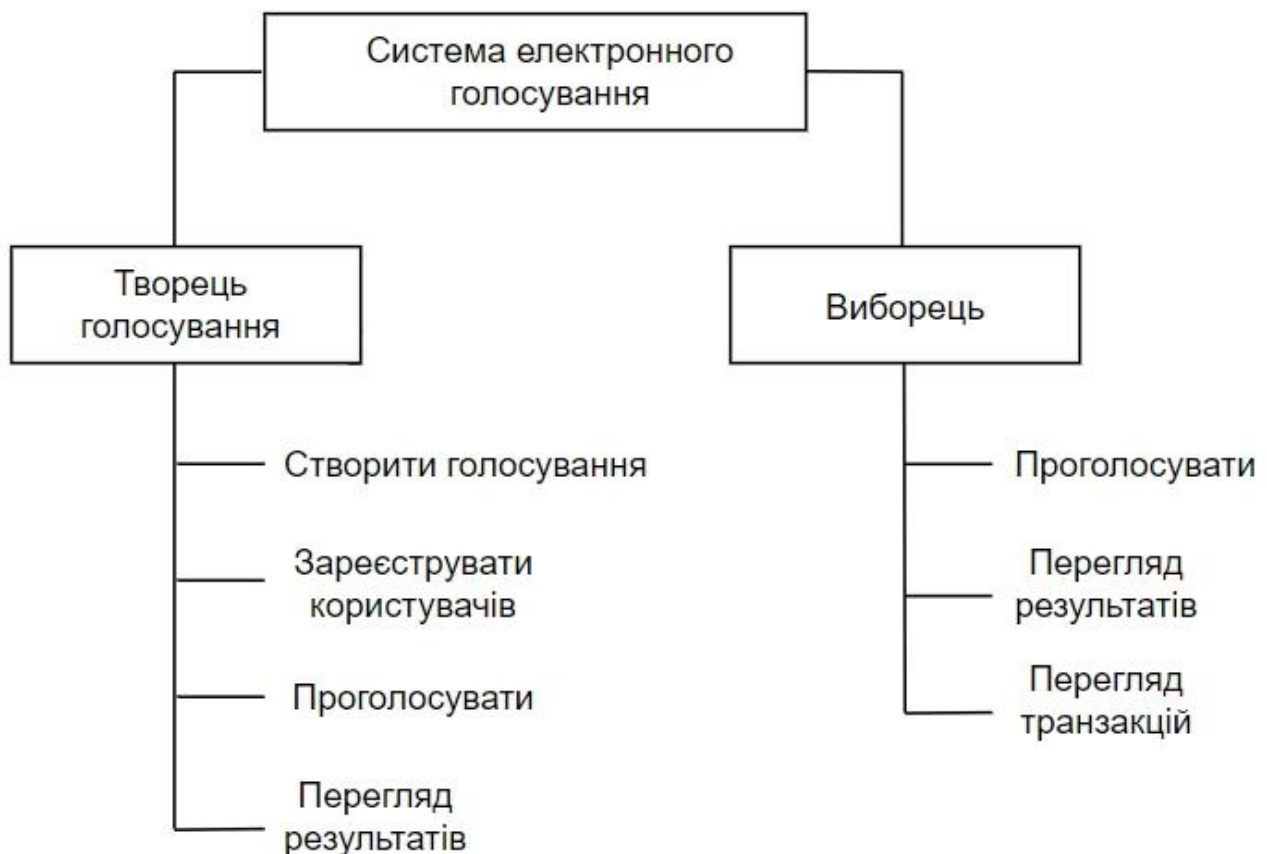 Система електронного
голосування
Творець
голосування
Виборець
Створити голосування
Зареєструвати
користувачів
Проголосувати
Перегляд
результатів
Проголосувати
Перегляд
результатів
Перегляд
транзакцій